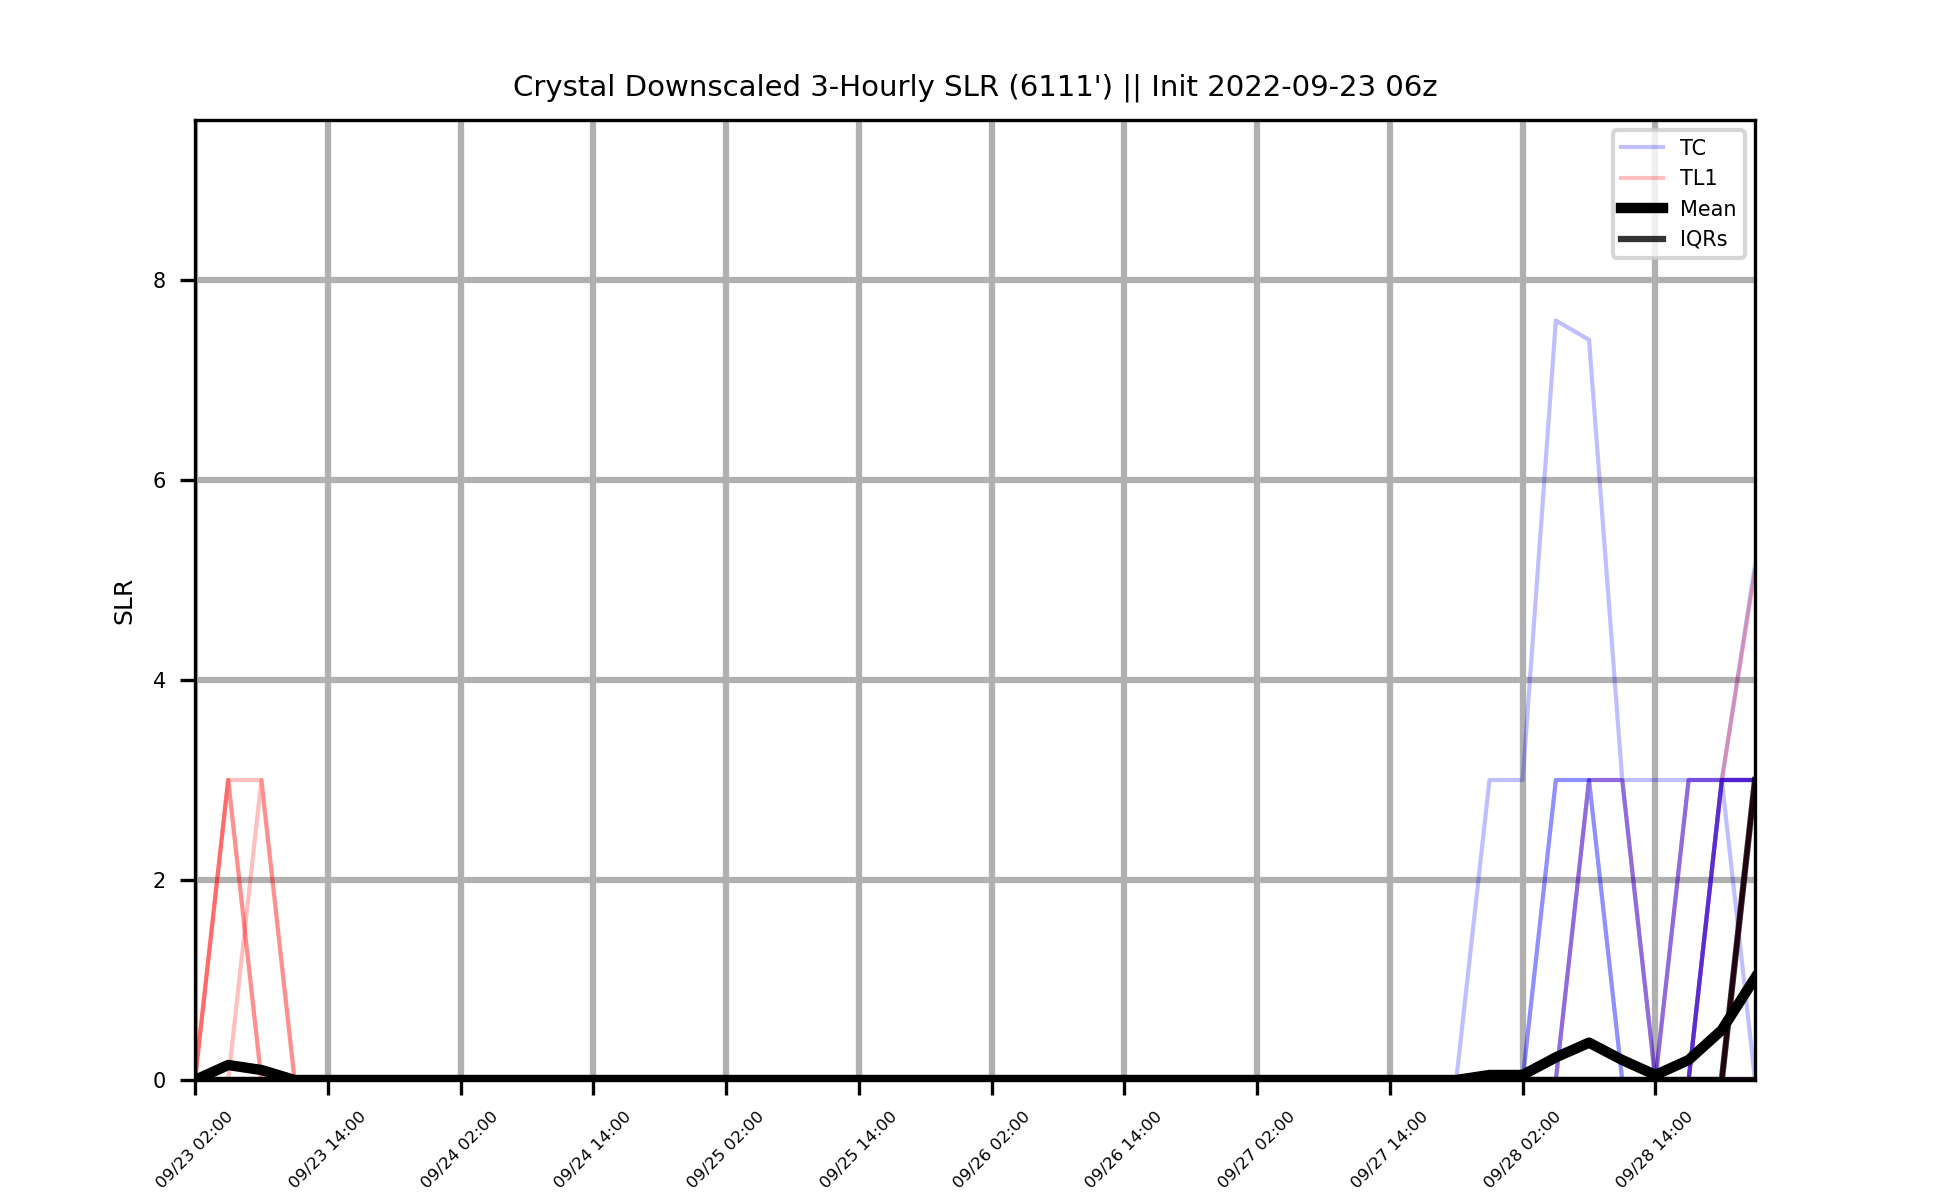 Crystal Downscaled 3-Hourly SLR (6111') || Init 2022-09-23 06z
TC
TL1
Mean
IQRs
8
6
4
2
0
SLR
09/23 02:00
09/23 14:00
09/24 02:00
09/24 14:00
09/25 02:00
09/25 14:00
09/26 02:00
09/26 14:00
09/27 02:00
09/27 14:00
09/28 02:00
09/28 14:00